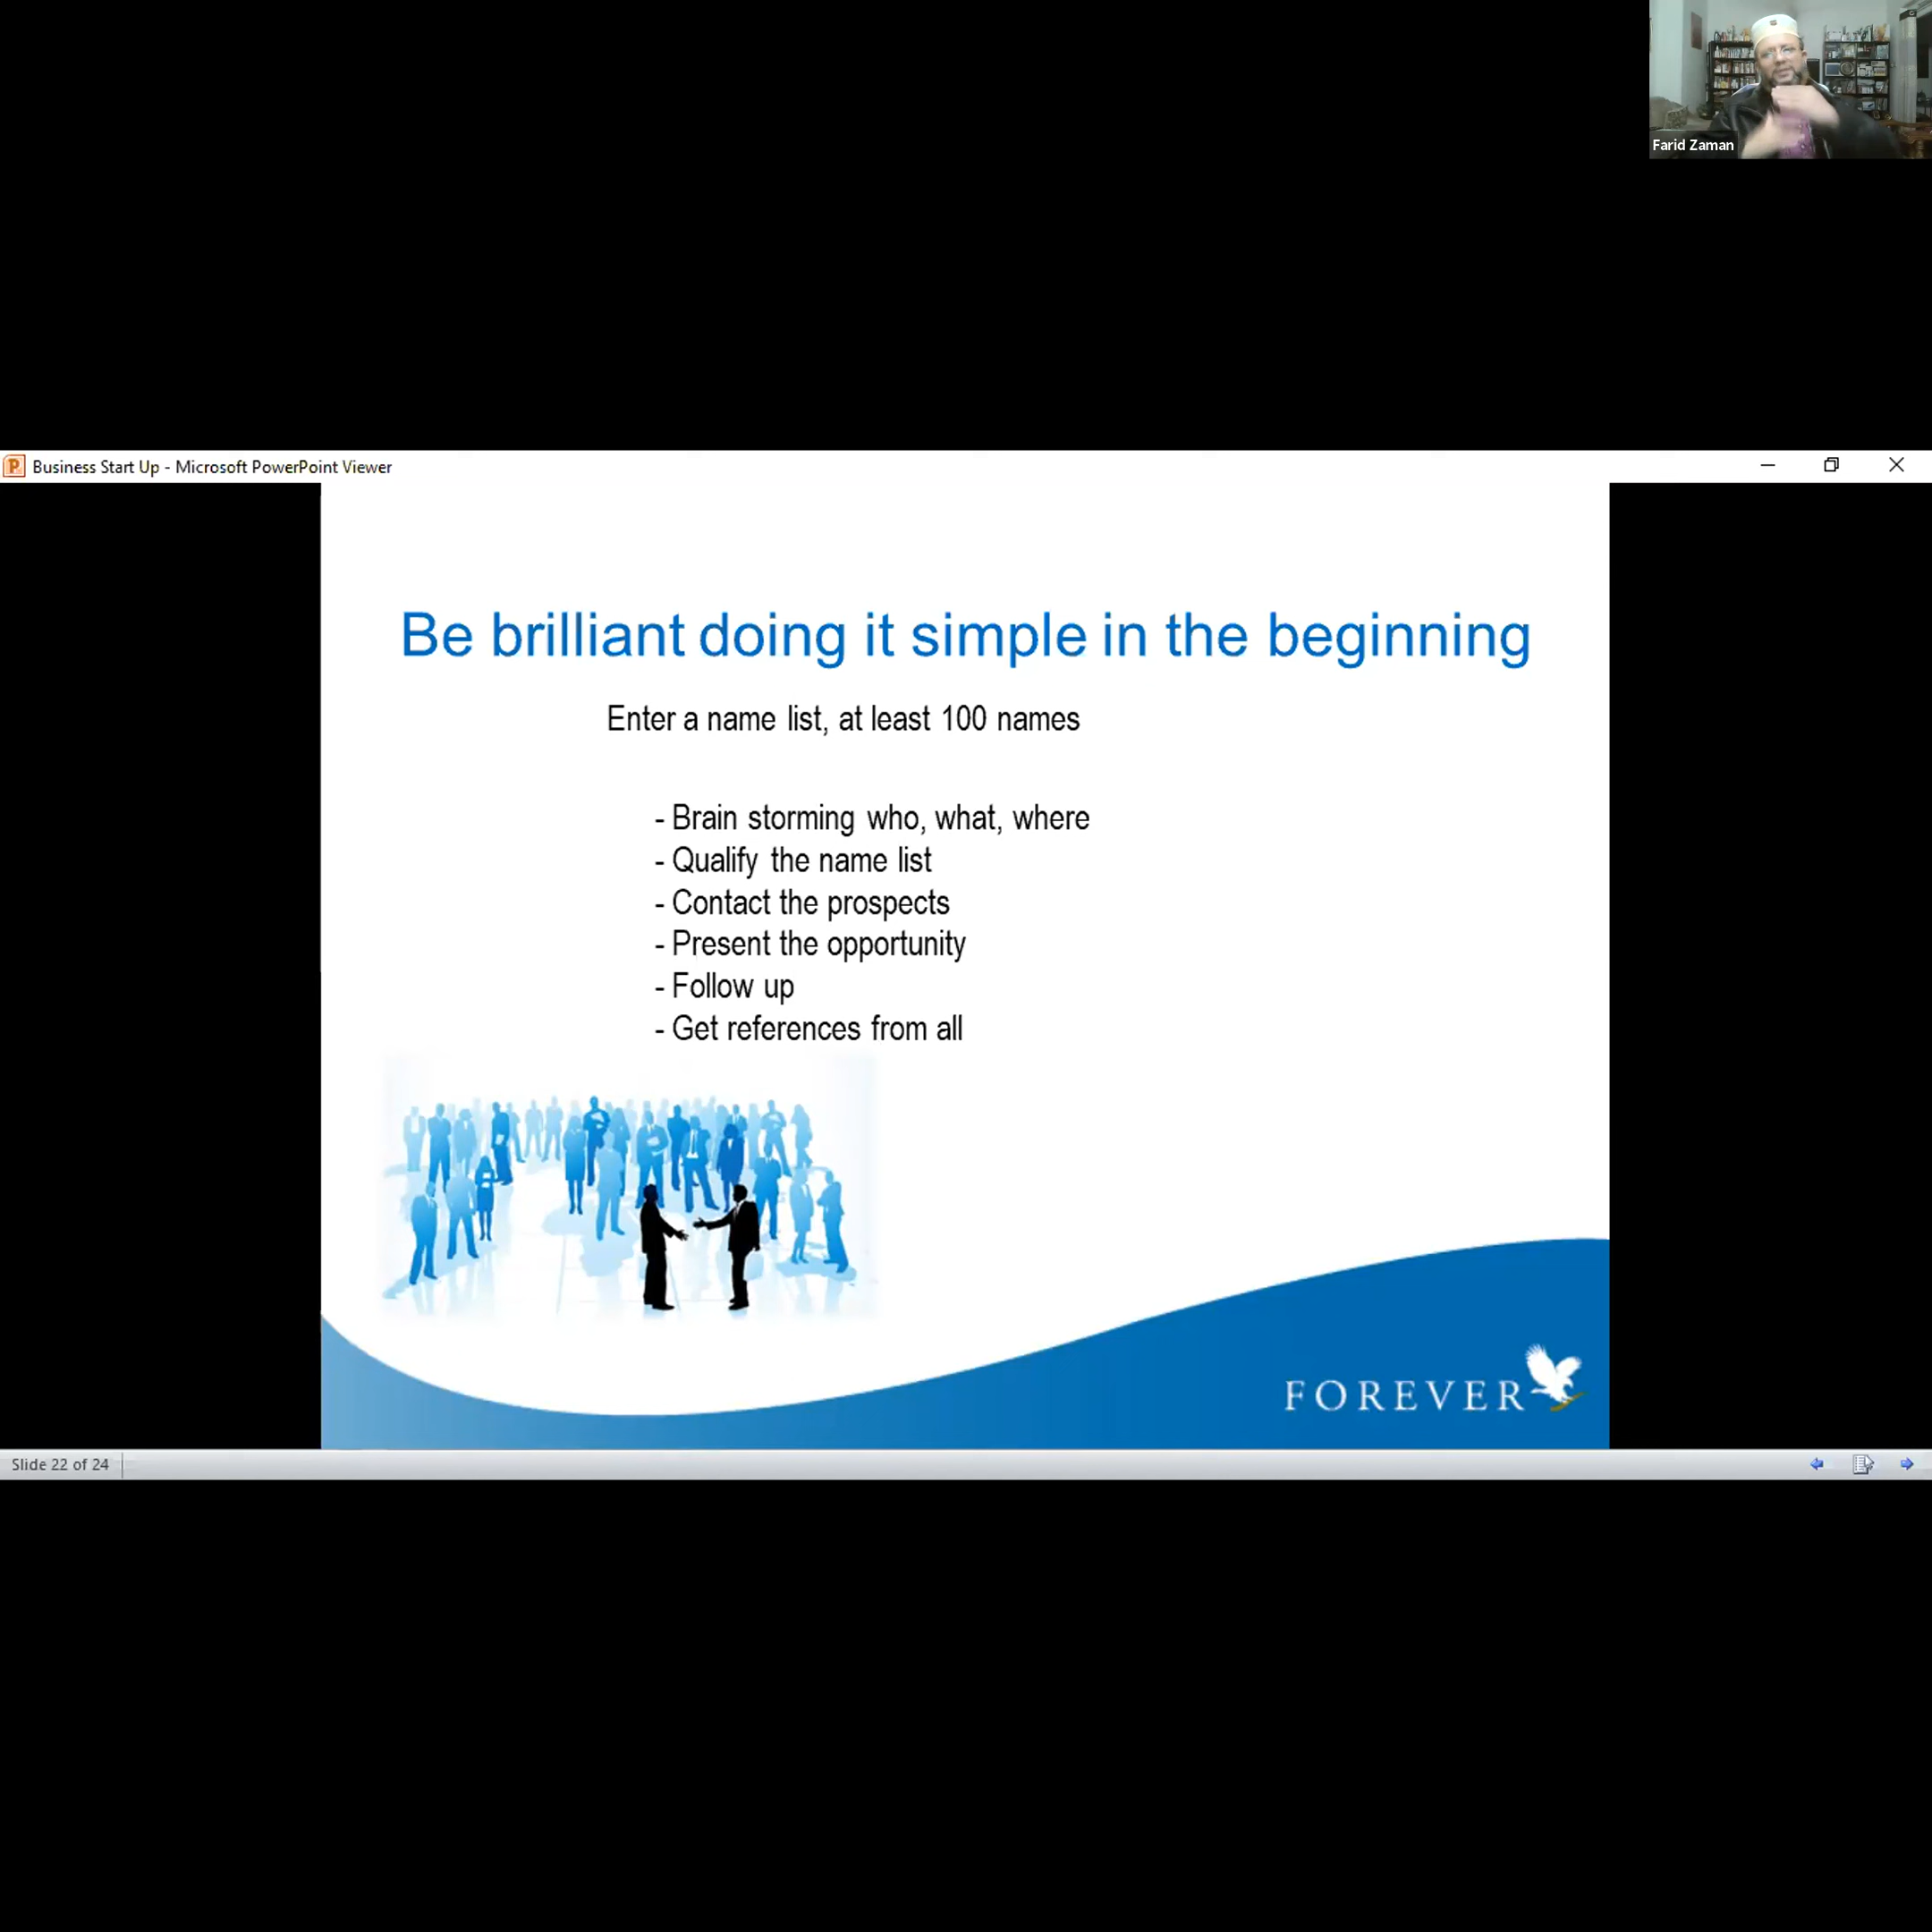 Farid Zaman
Business Start Up - Microsoft PowerPoint Viewer
Be brilliant doing it simple in the beginning
Enter a name list, at least 100 names
- Brain storming who, what, where
- Qualify the name list
- Contact the prospects
- Present the opportunity
- Follow up
- Get references from all
FOREVER
Slide 22 of 24